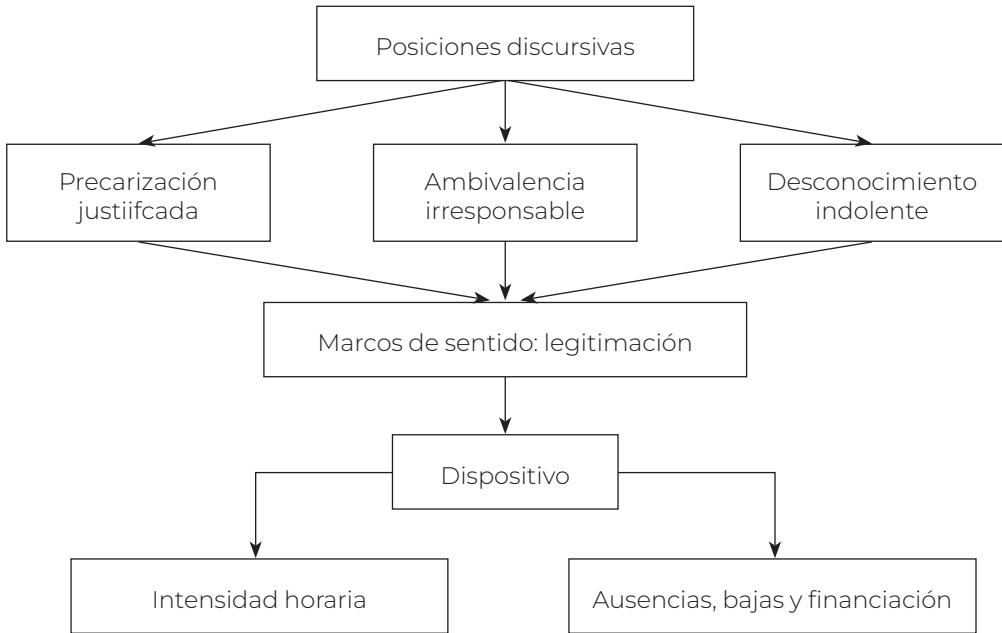 Posiciones discursivas
Precarización
justiifcada
Ambivalencia
irresponsable
Desconocimiento
indolente
Marcos de sentido: legitimación
Dispositivo
Intensidad horaria
Ausencias, bajas y financiación